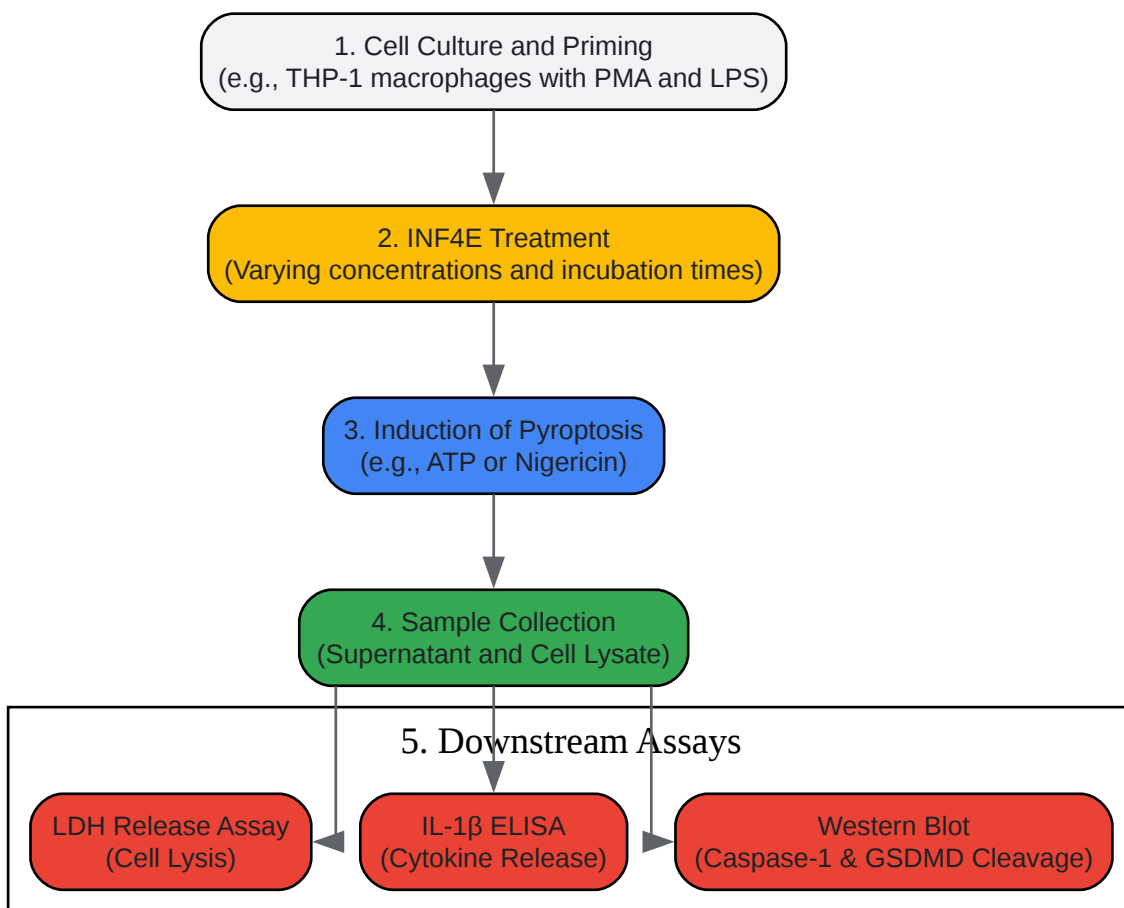 1. Cell Culture and Priming
(e.g., THP-1 macrophages with PMA and LPS)
2. INF4E Treatment
(Varying concentrations and incubation times)
3. Induction of Pyroptosis
(e.g., ATP or Nigericin)
4. Sample Collection
(Supernatant and Cell Lysate)
5. Downstream Assays
LDH Release Assay
(Cell Lysis)
IL-1β ELISA
(Cytokine Release)
Western Blot
(Caspase-1 & GSDMD Cleavage)